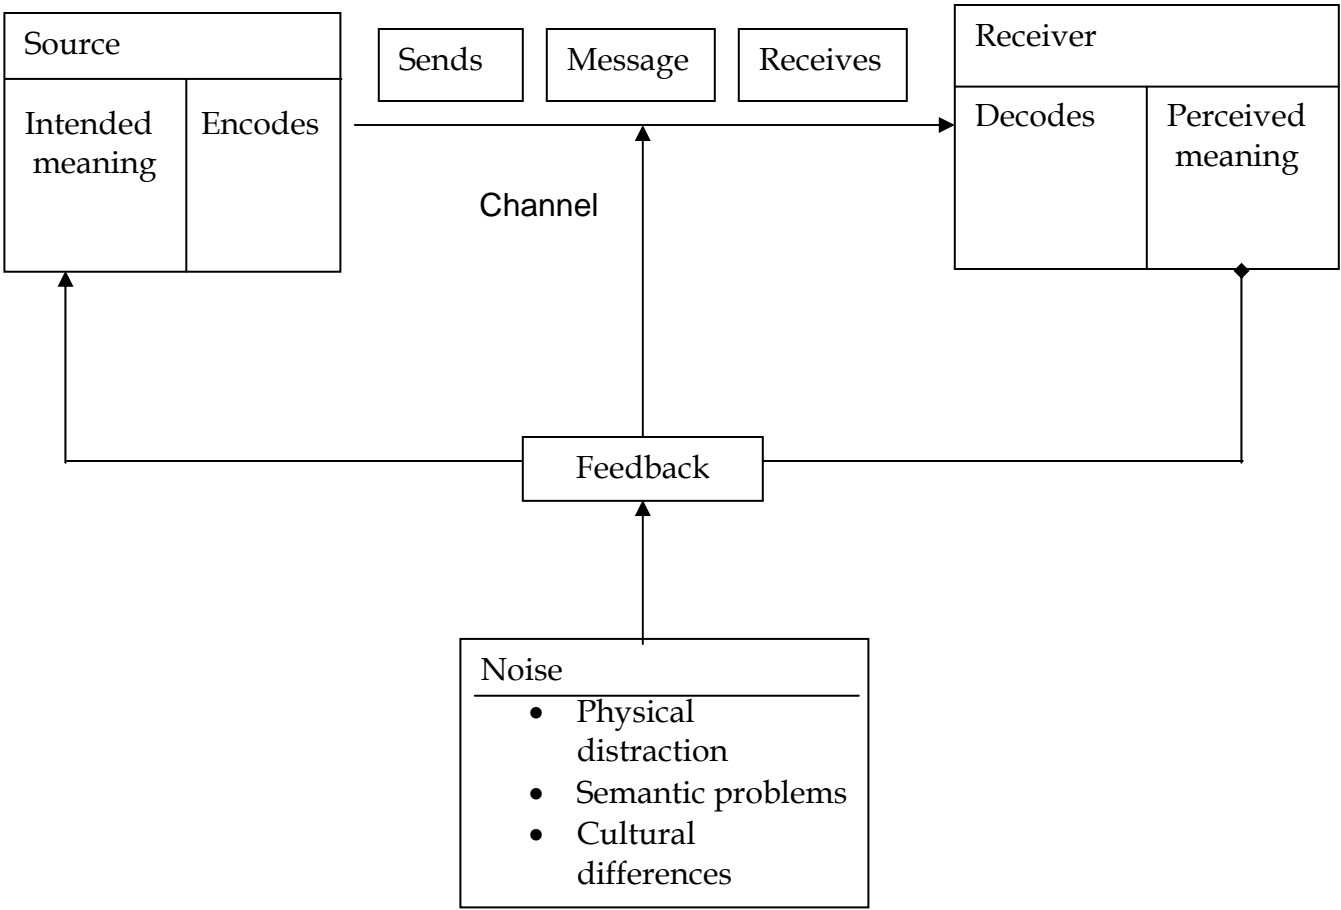 Source
Intended
meaning
Encodes
Sends
Message
Receives
Channel
Receiver
Decodes
Perceived
meaning
Feedback
Noise
• Physical
distraction
• Semantic problems
• Cultural
differences